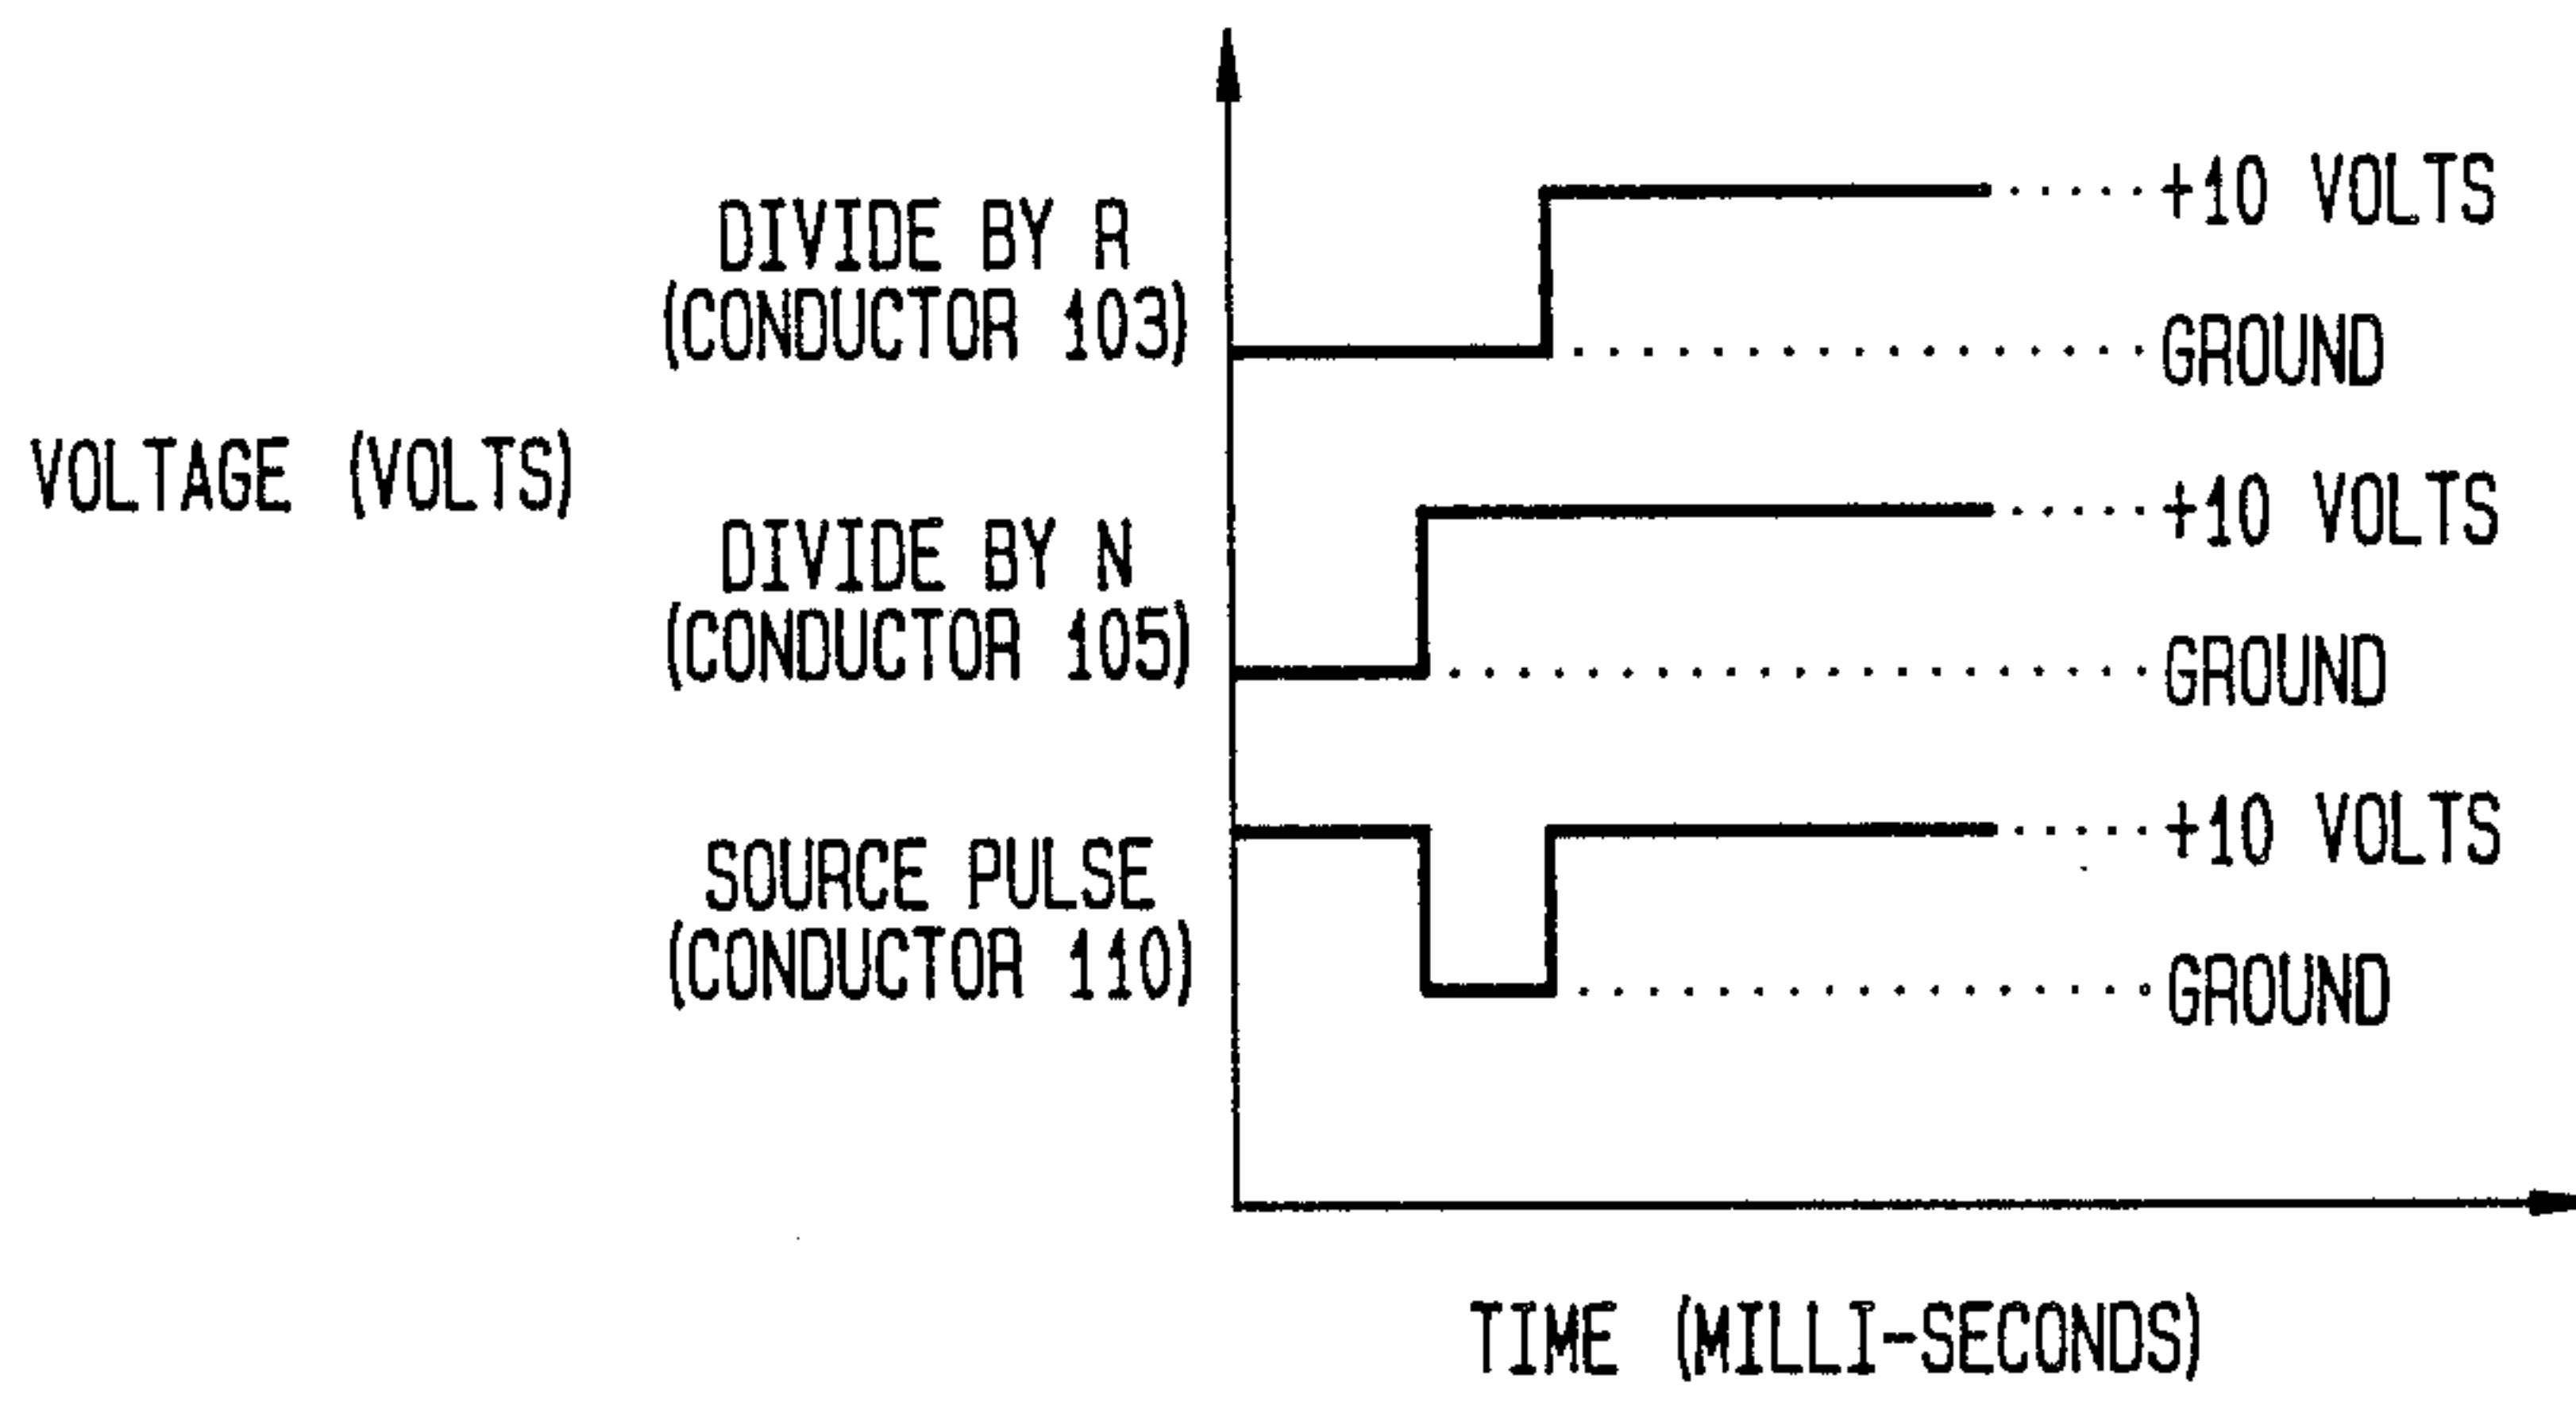 DIVIDE BY R
(CONDUCTOR 103)
+10 VOLTS
GROUND
VOLTAGE (VOLTS)
DIVIDE BY N
(CONDUCTOR 105)
+10 VOLTS
GROUND
SOURCE PULSE
(CONDUCTOR 110)
+10 VOLTS
GROUND
TIME (MILLI-SECONDS)